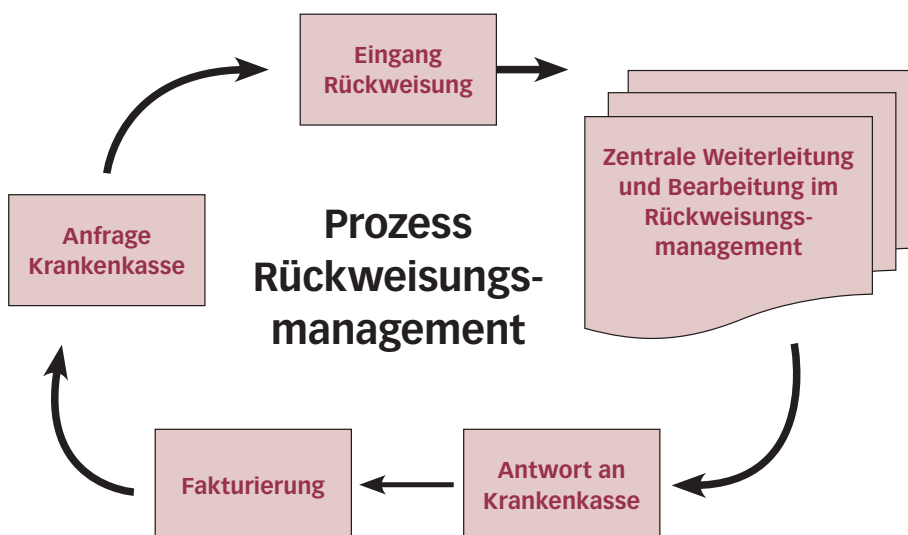 Eingang
Rückweisung
Zentrale Weiterleitung
und Bearbeitung im
Rückweisungs-
management
Anfrage
Krankenkasse
Prozess
Rückweisungs-
management
Fakturierung
Antwort an
Krankenkasse